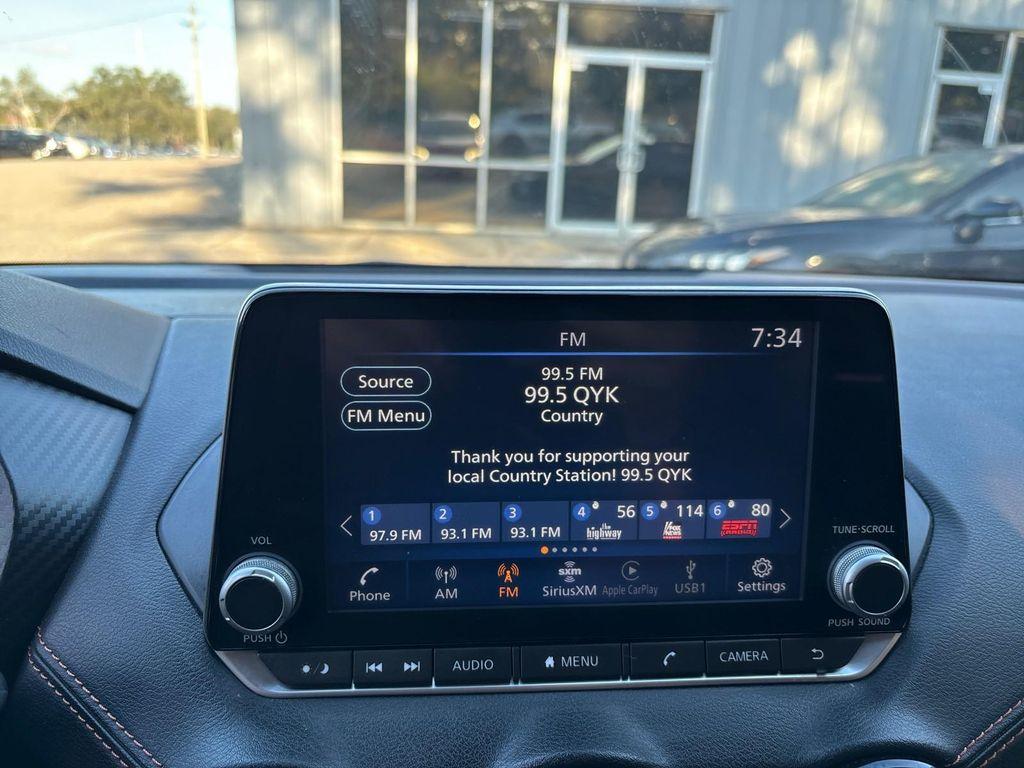 FM
7:34
Source
99.5 FM
99.5 QYK
FM Menu
Country
Thank you for supporting your
local Country Station! 99.5 QYK
1 2 3 4 56 5 114 6 80
97.9 FM 93.1 FM 93.1 FM the highway FOX NEWS ESPN RADIO
Phone AM FM sxm SiriusXM Apple CarPlay USB1 Settings
VOL
TUNE·SCROLL
PUSH
PUSH SOUND
AUDIO MENU CAMERA